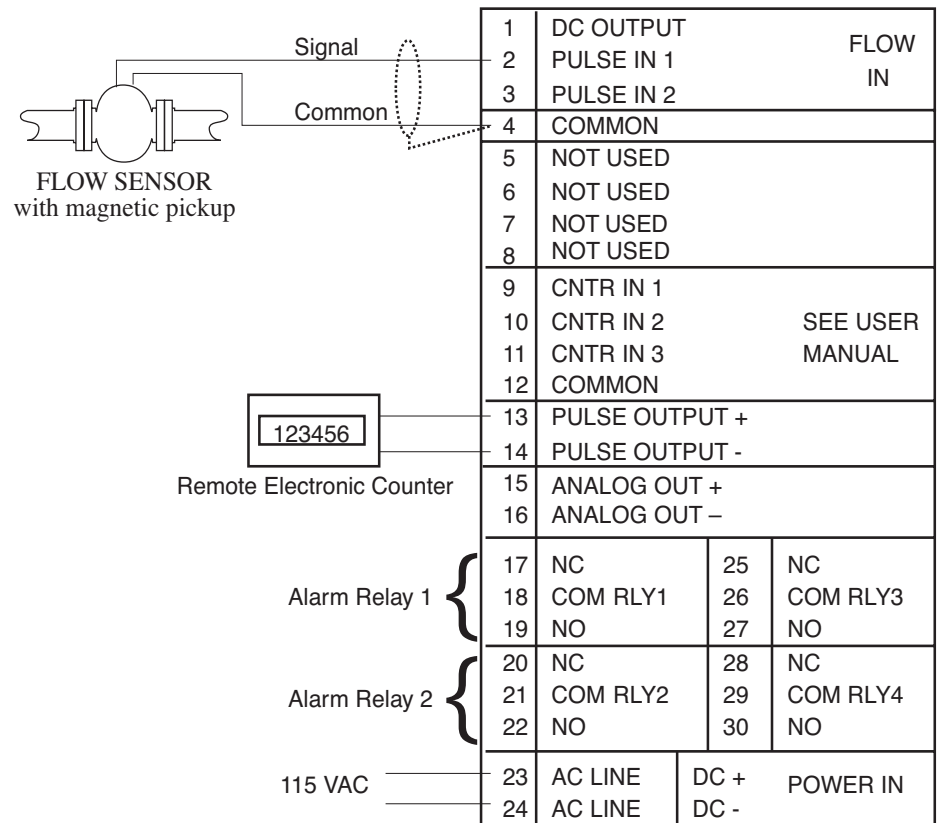 Signal
Common
FLOW SENSOR
with magnetic pickup
123456
Remote Electronic Counter
Alarm Relay 1 {
Alarm Relay 2 {
115 VAC
1 DC OUTPUT
2 PULSE IN 1
3 PULSE IN 2
FLOW
IN
4 COMMON
5 NOT USED
6 NOT USED
7 NOT USED
8 NOT USED
9 CNTR IN 1
10 CNTR IN 2 SEE USER
11 CNTR IN 3 MANUAL
12 COMMON
13 PULSE OUTPUT +
14 PULSE OUTPUT -
15 ANALOG OUT +
16 ANALOG OUT –
17 NC 25 NC
18 COM RLY1 26 COM RLY3
19 NO 27 NO
20 NC 28 NC
21 COM RLY2 29 COM RLY4
22 NO 30 NO
23 AC LINE DC + POWER IN
24 AC LINE DC -